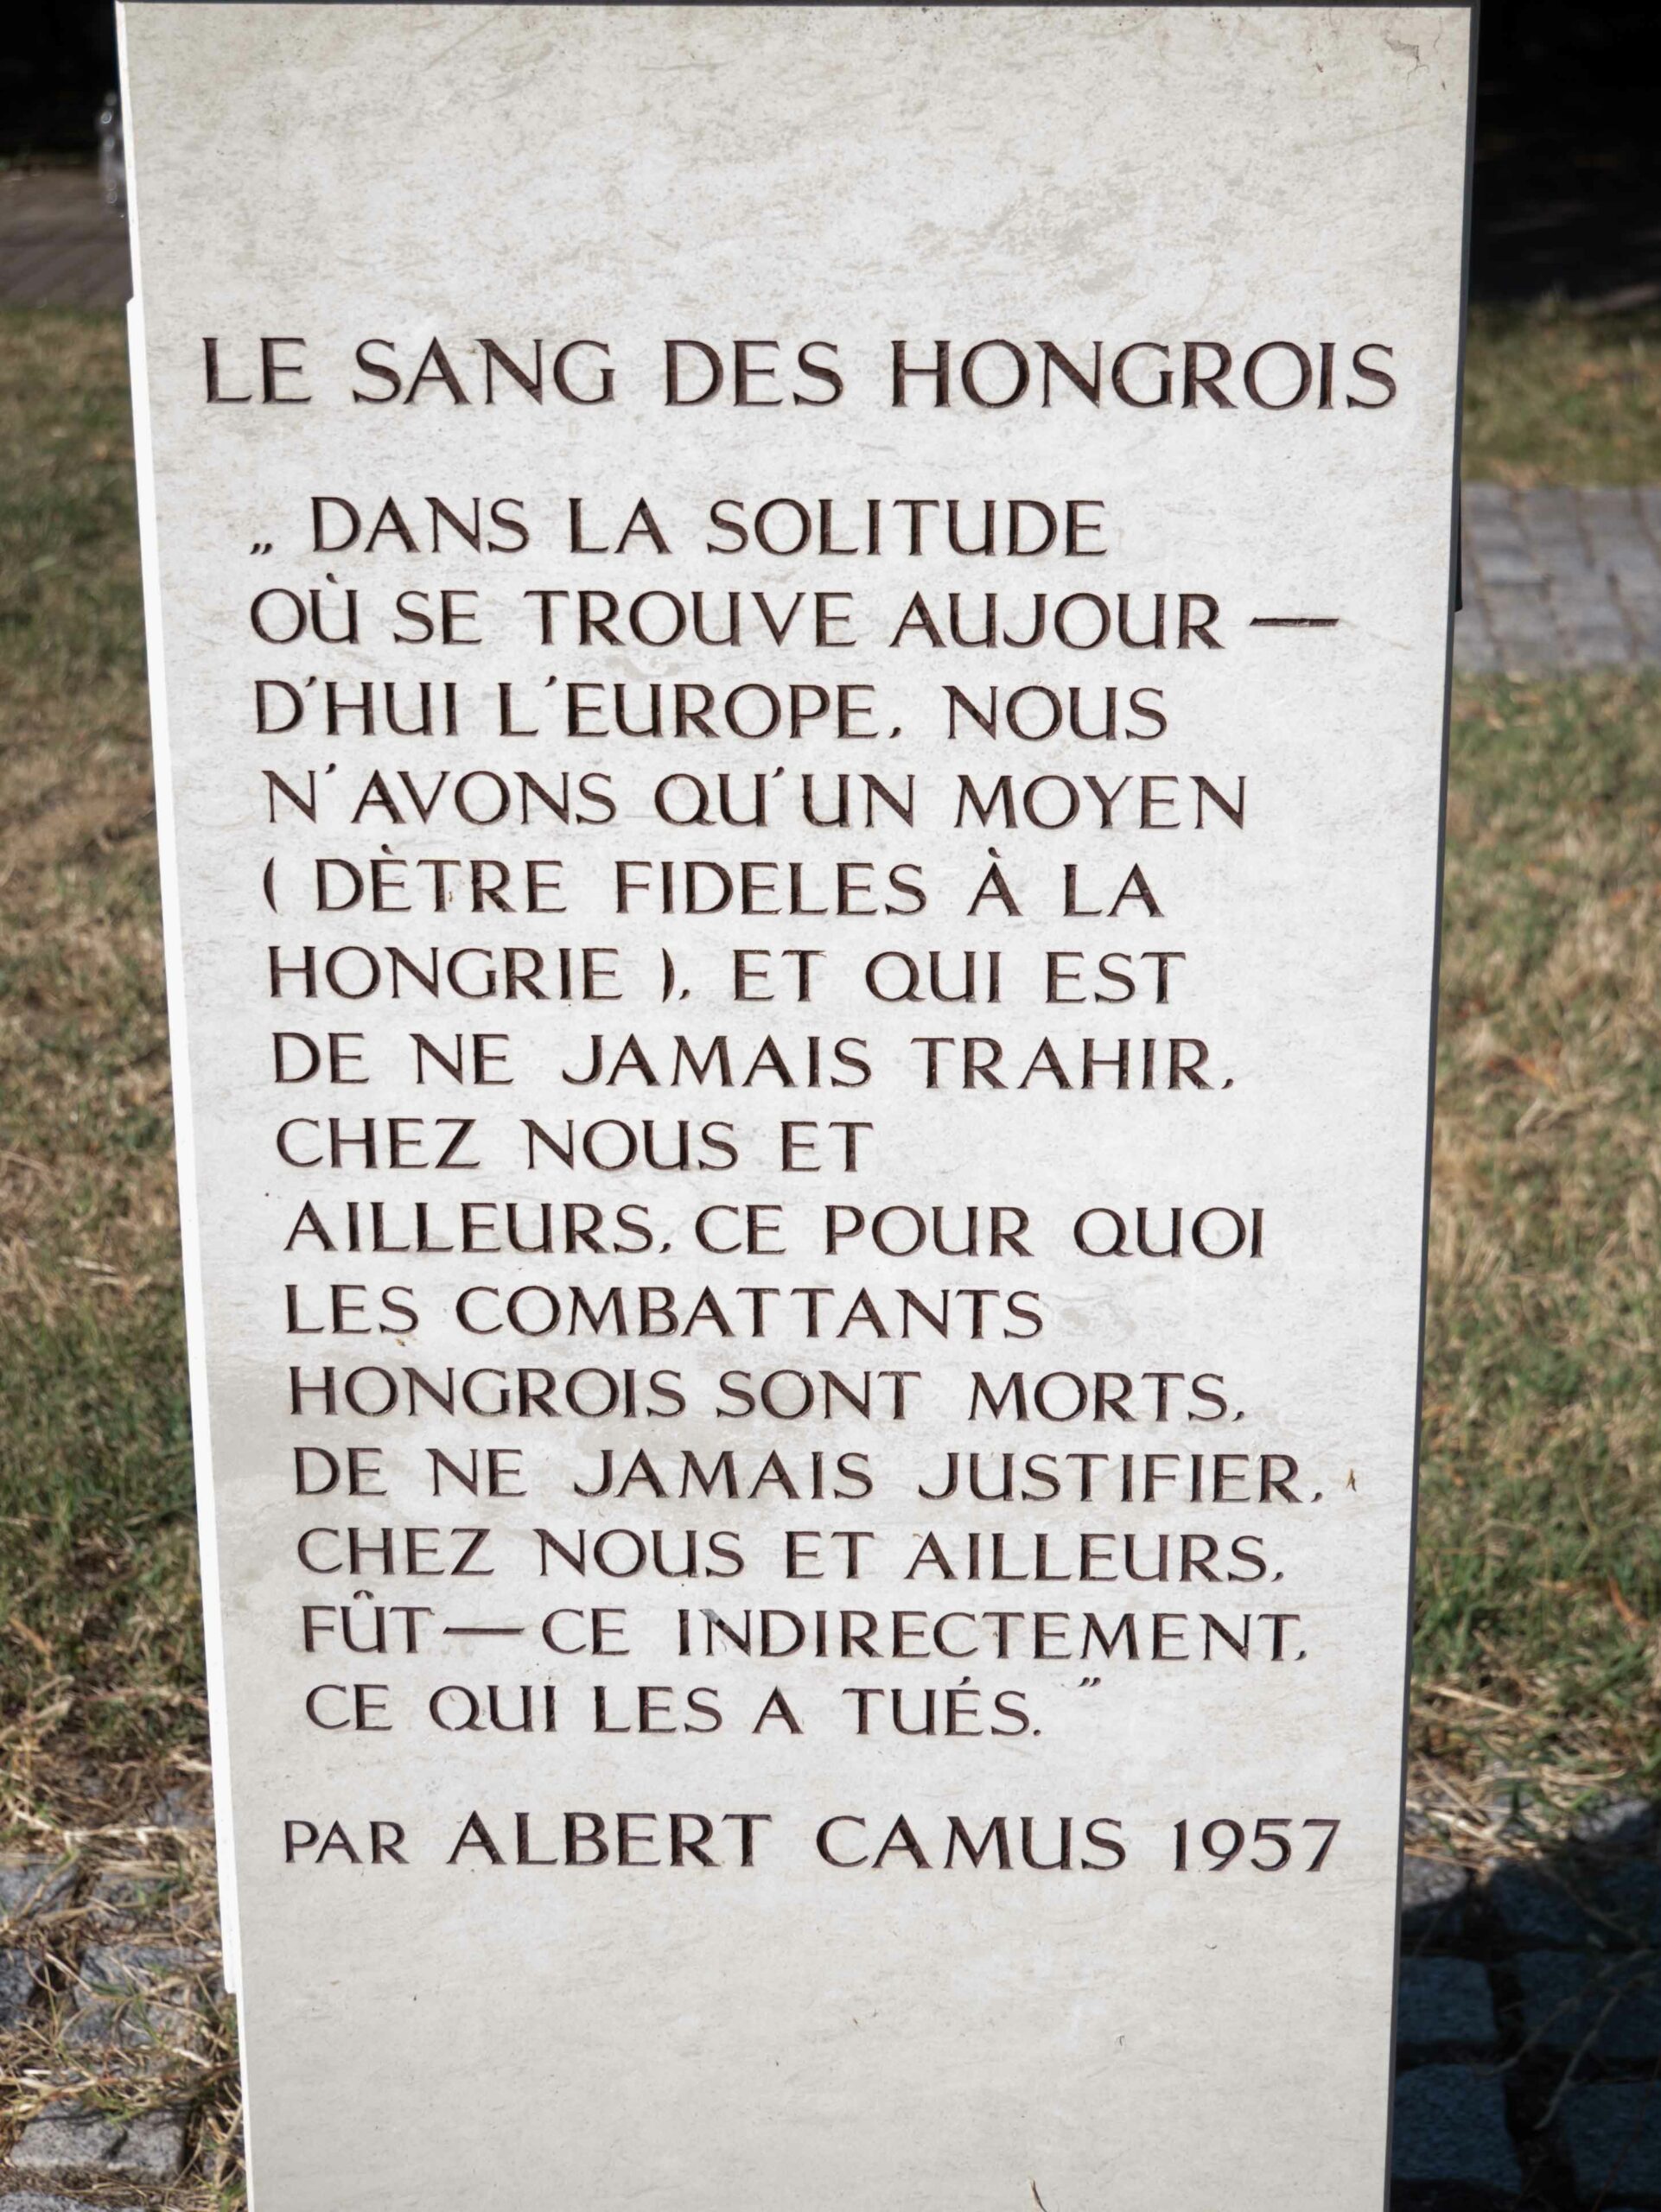 LE SANG DES HONGROIS
„ DANS LA SOLITUDE
OÙ SE TROUVE AUJOUR —
D'HUI L'EUROPE, NOUS
N'AVONS QU'UN MOYEN
( DÈTRE FIDELES À LA
HONGRIE ), ET QUI EST
DE NE JAMAIS TRAHIR,
CHEZ NOUS ET
AILLEURS, CE POUR QUOI
LES COMBATTANTS
HONGROIS SONT MORTS,
DE NE JAMAIS JUSTIFIER,
CHEZ NOUS ET AILLEURS,
FÛT—CE INDIRECTEMENT,
CE QUI LES A TUÉS.”
PAR ALBERT CAMUS 1957